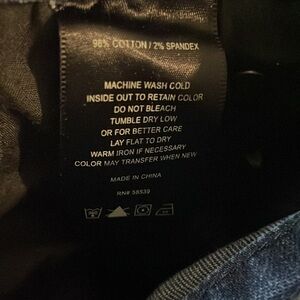 98% COTTON / 2% SPANDEX
MACHINE WASH COLD
INSIDE OUT TO RETAIN COLOR
DO NOT BLEACH
TUMBLE DRY LOW
OR FOR BETTER CARE
LAY FLAT TO DRY
WARM IRON IF NECESSARY
COLOR MAY TRANSFER WHEN NEW
MADE IN CHINA
RN# 58539